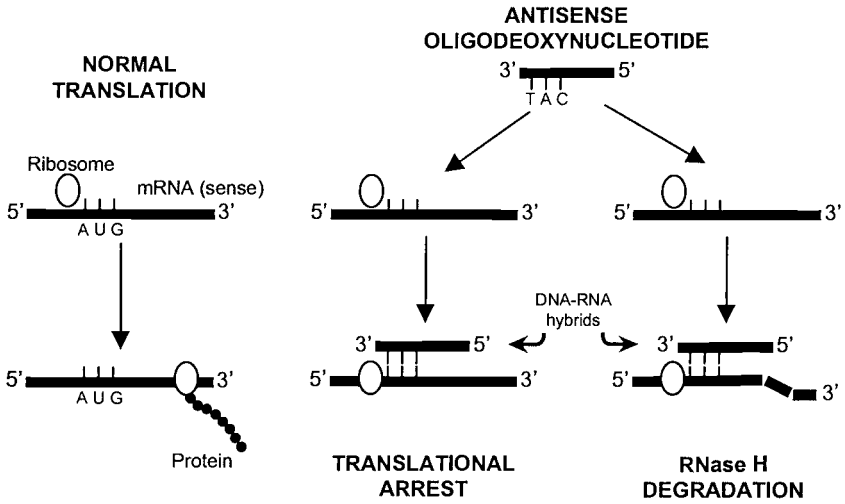 ANTISENSE
OLIGODEOXYNUCLEOTIDE
3’ 5’
T A C
NORMAL
TRANSLATION
Ribosome
mRNA (sense)
5’ 3’
A U G
5’ 3’
A U G
Protein
5’ 3’
3’ 5’
5’ 3’
TRANSLATIONAL
ARREST
DNA-RNA
hybrids
5’ 3’
3’ 5’
5’ 3’
RNase H
DEGRADATION